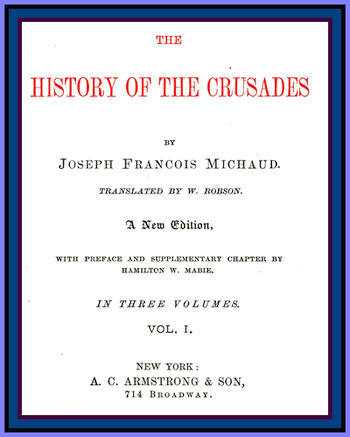 THE
HISTORY OF THE CRUSADES
BY
JOSEPH FRANCOIS MICHAUD.
TRANSLATED BY W. ROBSON.
A New Edition,
WITH PREFACE AND SUPPLEMENTARY CHAPTER BY
HAMILTON W. MABIE.
IN THREE VOLUMES.
VOL. I.
NEW YORK:
A. C. ARMSTRONG & SON,
714 BROADWAY.